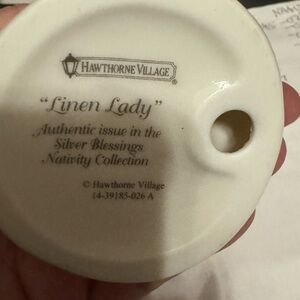 HAWTHORNE VILLAGE®
"Linen Lady"
Authentic issue in the
Silver Blessings
Nativity Collection
© Hawthorne Village
14-39185-026 A